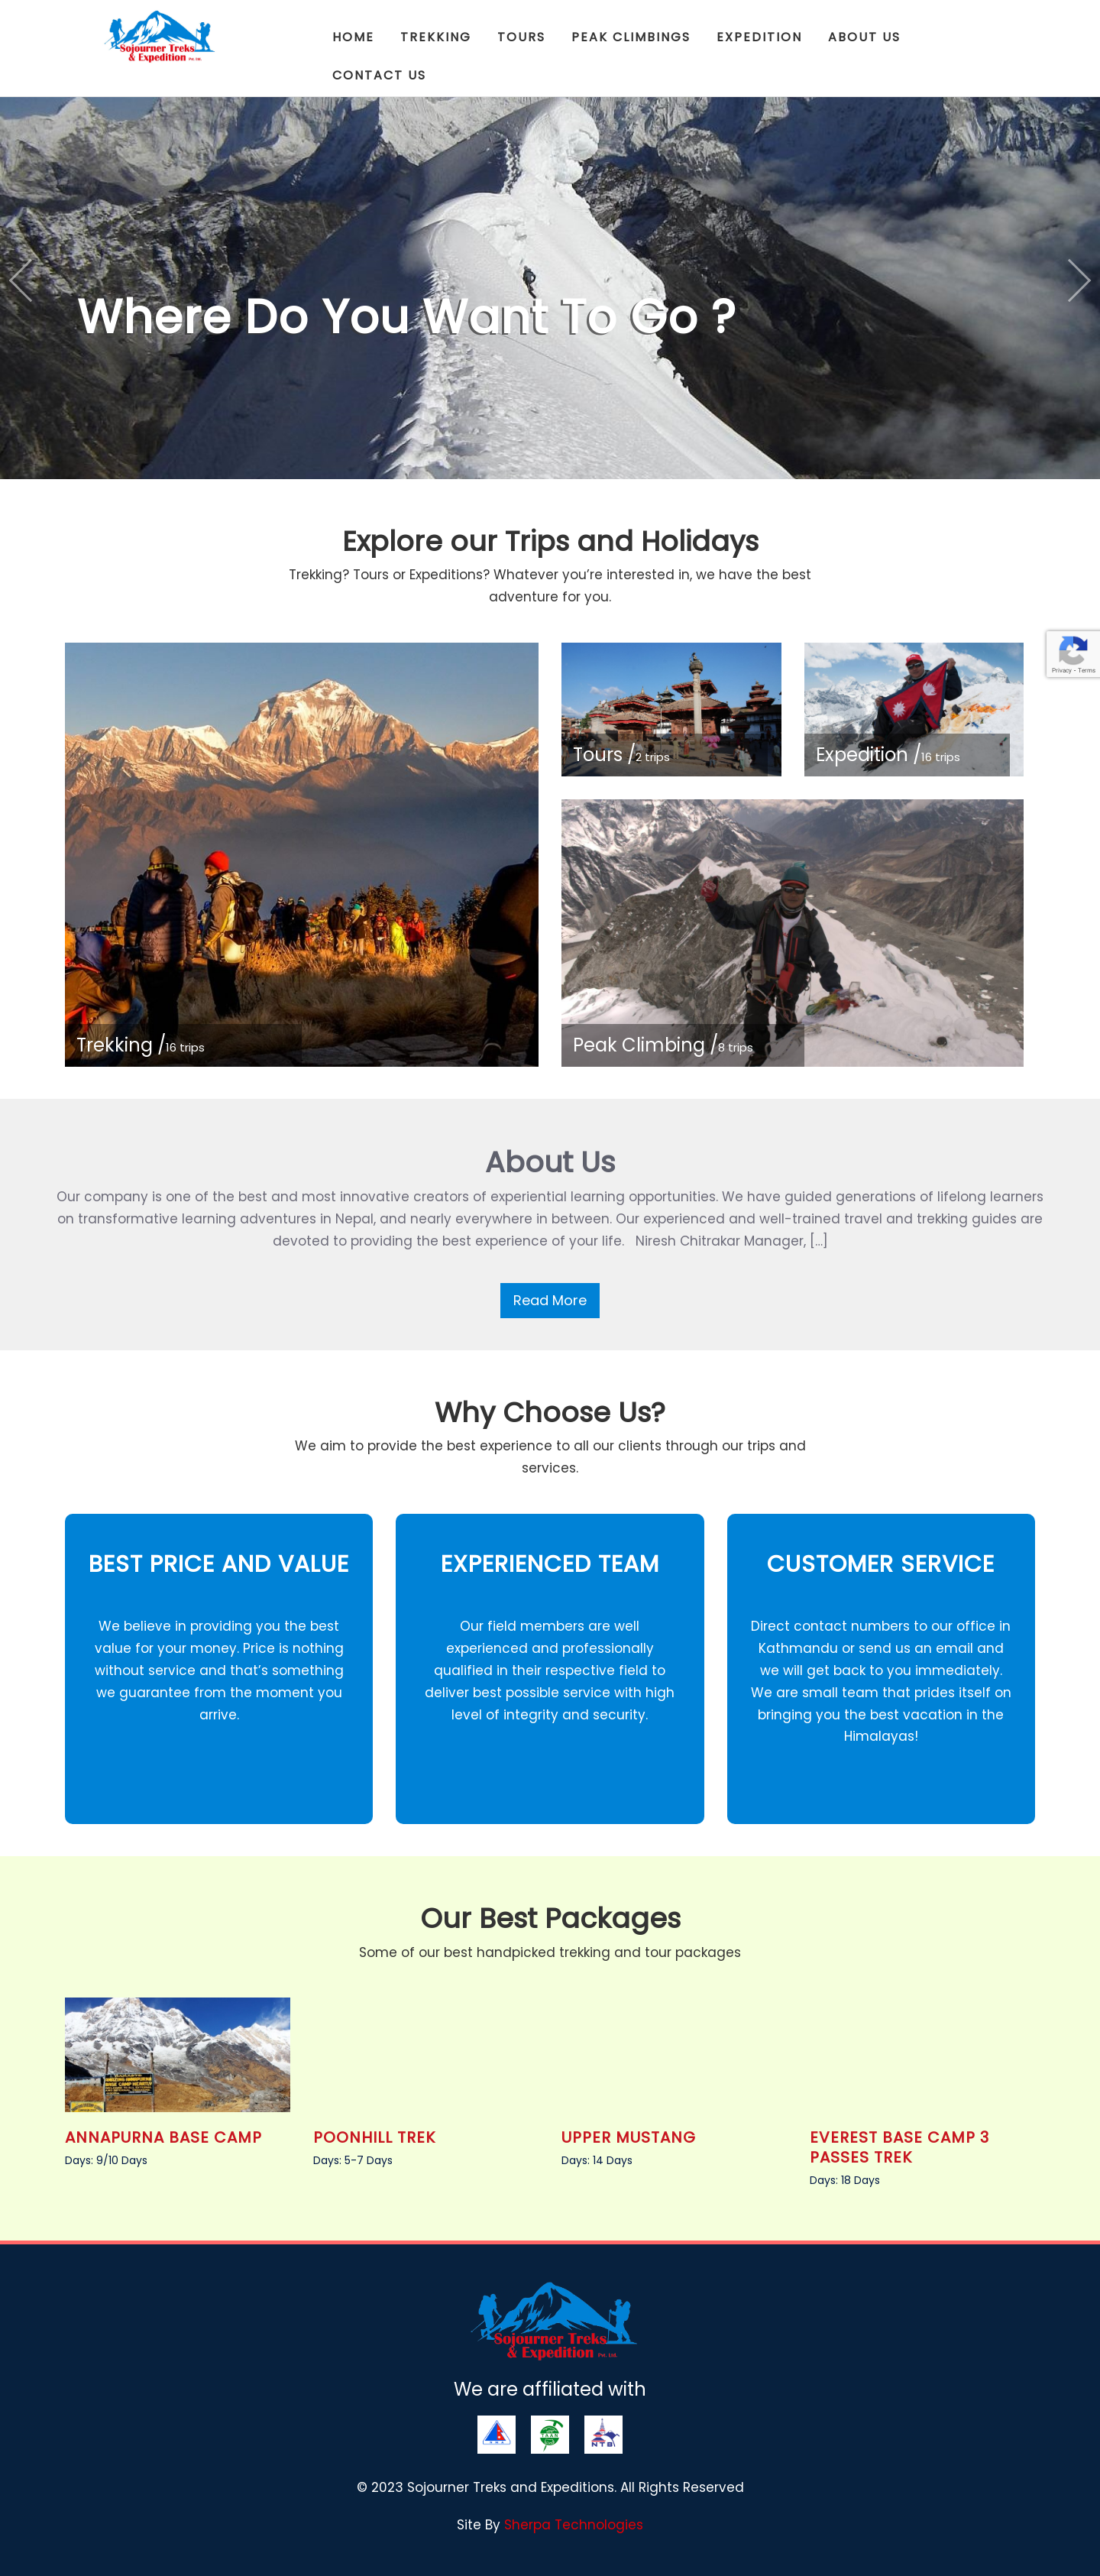 Sojourner Treks
& Expedition Pvt. Ltd.
HOME TREKKING TOURS PEAK CLIMBINGS EXPEDITION ABOUT US
CONTACT US
Where Do You Want To Go ?
Explore our Trips and Holidays
Trekking? Tours or Expeditions? Whatever you’re interested in, we have the best
adventure for you.
Privacy - Terms
Tours /2 trips
Expedition /16 trips
Trekking /16 trips
Peak Climbing /8 trips
About Us
Our company is one of the best and most innovative creators of experiential learning opportunities. We have guided generations of lifelong learners
on transformative learning adventures in Nepal, and nearly everywhere in between. Our experienced and well-trained travel and trekking guides are
devoted to providing the best experience of your life. Niresh Chitrakar Manager, [...]
Read More
Why Choose Us?
We aim to provide the best experience to all our clients through our trips and
services.
BEST PRICE AND VALUE
We believe in providing you the best
value for your money. Price is nothing
without service and that’s something
we guarantee from the moment you
arrive.
EXPERIENCED TEAM
Our field members are well
experienced and professionally
qualified in their respective field to
deliver best possible service with high
level of integrity and security.
CUSTOMER SERVICE
Direct contact numbers to our office in
Kathmandu or send us an email and
we will get back to you immediately.
We are small team that prides itself on
bringing you the best vacation in the
Himalayas!
Our Best Packages
Some of our best handpicked trekking and tour packages
ANNAPURNA BASE CAMP
Days: 9/10 Days
POONHILL TREK
Days: 5-7 Days
UPPER MUSTANG
Days: 14 Days
EVEREST BASE CAMP 3
PASSES TREK
Days: 18 Days
Sojourner Treks
& Expedition Pvt. Ltd.
We are affiliated with
NTB
© 2023 Sojourner Treks and Expeditions. All Rights Reserved
Site By Sherpa Technologies